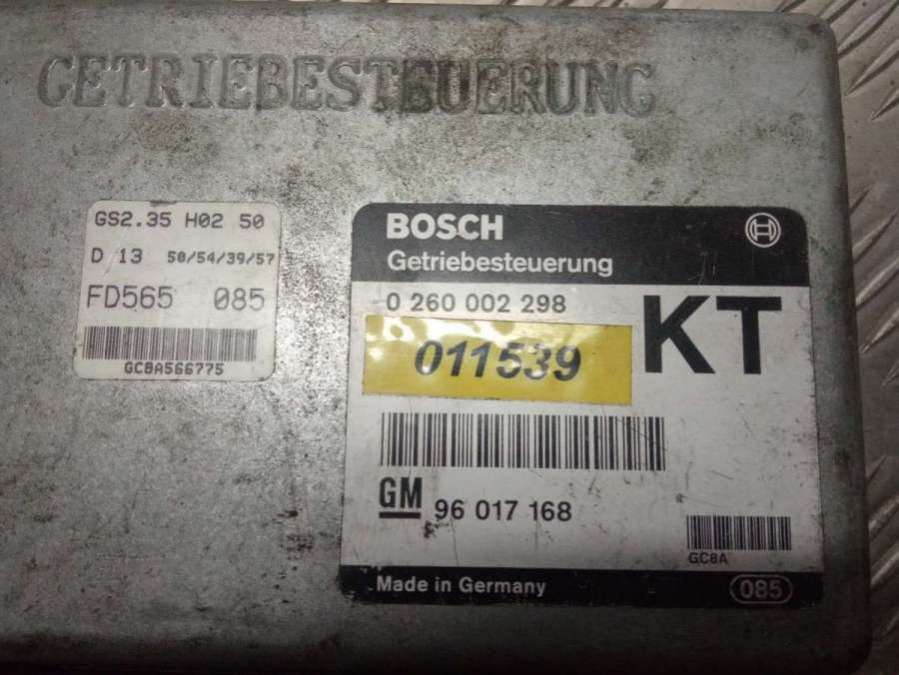 GETRIEBESTEUERUNG
GS2.35 H02 50
D 13 50/54/39/57
FD565 085
GC8A566775
BOSCH
Getriebesteuerung
0 260 002 298
KT
011539
GM 96 017 168
GC8A
Made in Germany 085